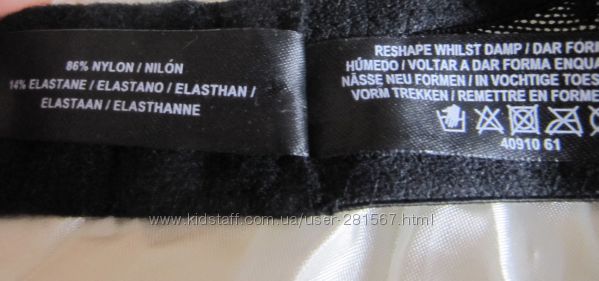 86% NYLON / NILÓN
14% ELASTANE / ELASTANO / ELASTHAN /
ELASTAAN / ELASTHANNE
RESHAPE WHILST DAMP / DAR FORM
HÚMEDO / VOLTAR A DAR FORMA ENQUA
NÄSSE NEU FORMEN / IN VOCHTIGE TOES
VORM TREKKEN / REMETTRE EN FORME
40910 61
www.kidstaff.com.ua/user-281567.html